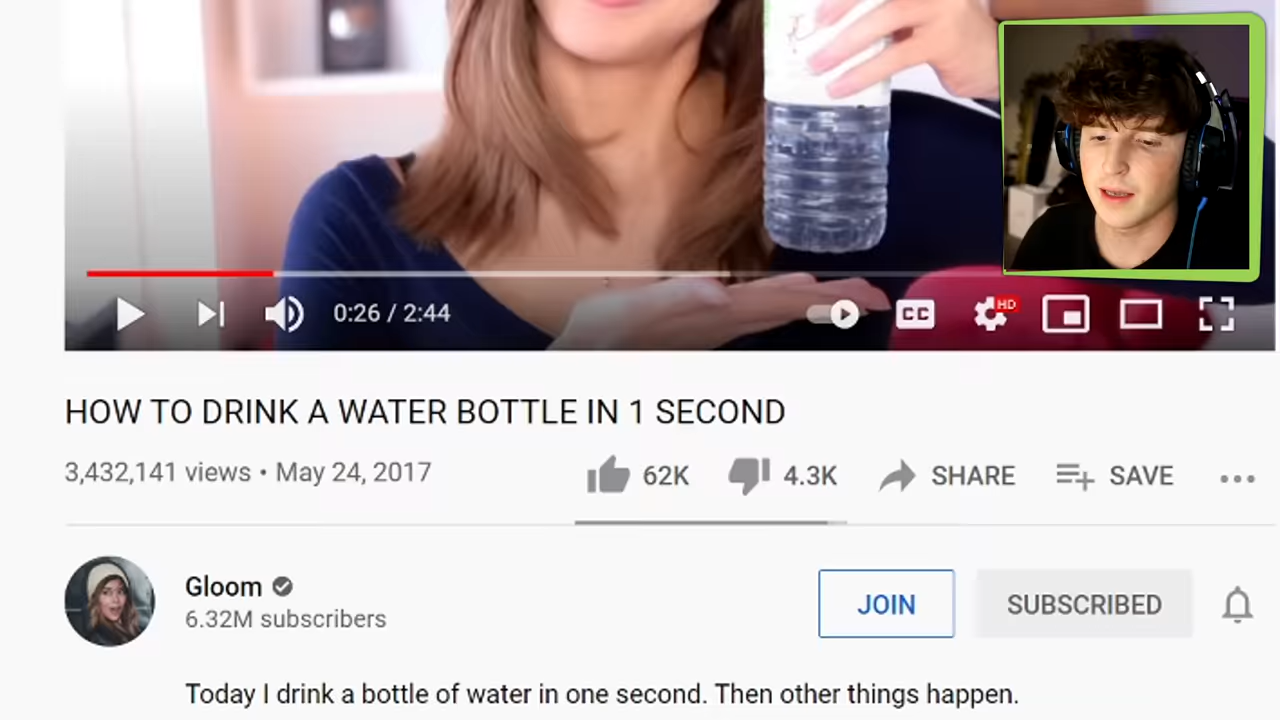 HD
0:26 / 2:44
CC
HOW TO DRINK A WATER BOTTLE IN 1 SECOND
3,432,141 views • May 24, 2017
62K
4.3K
SHARE
SAVE
Gloom
6.32M subscribers
JOIN
SUBSCRIBED
Today I drink a bottle of water in one second. Then other things happen.